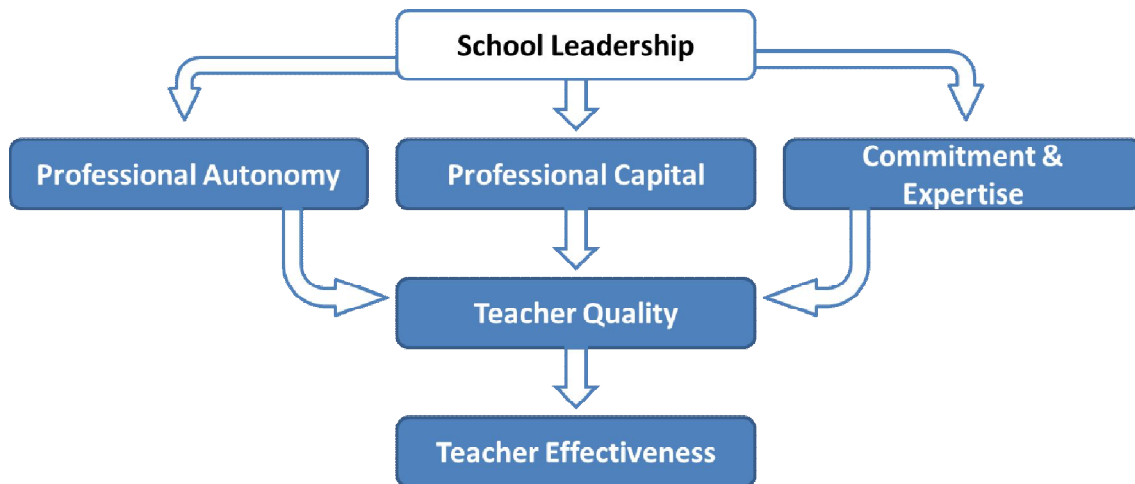 School Leadership
Professional Autonomy
Professional Capital
Commitment &
Expertise
Teacher Quality
Teacher Effectiveness